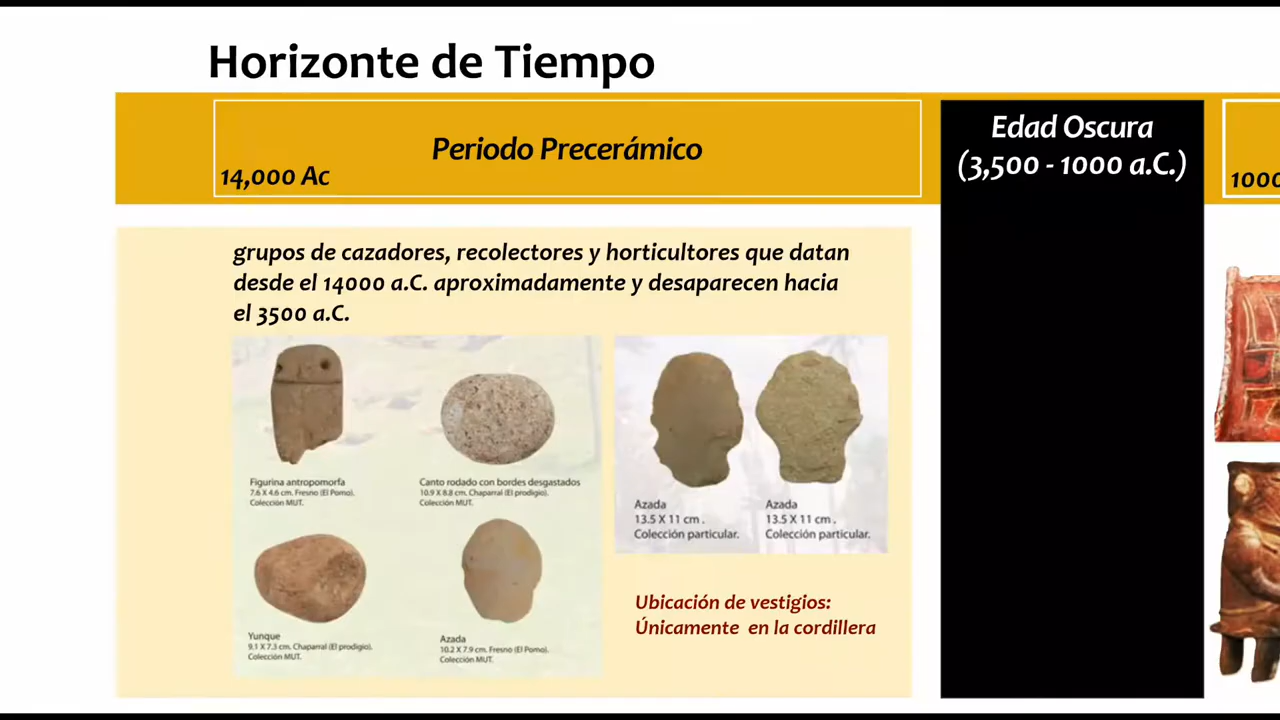 Horizonte de Tiempo
Periodo Precerámico
14,000 Ac
Edad Oscura
(3,500 - 1000 a.C.)
1000
grupos de cazadores, recolectores y horticultores que datan
desde el 14000 a.C. aproximadamente y desaparecen hacia
el 3500 a.C.
Figurina antropomorfa
7.6 X 4.6 cm. Fresno (El Pomo).
Colección MUT.
Canto rodado con bordes desgastados
10.9 X 8.8 cm. Chaparral (El prodigio).
Colección MUT.
Yunque
9.1 X 7.3 cm. Chaparral (El prodigio).
Colección MUT.
Azada
10.2 X 7.9 cm. Fresno (El Pomo).
Colección MUT.
Azada
13.5 X 11 cm .
Colección particular.
Azada
13.5 X 11 cm .
Colección particular.
Ubicación de vestigios:
Únicamente en la cordillera